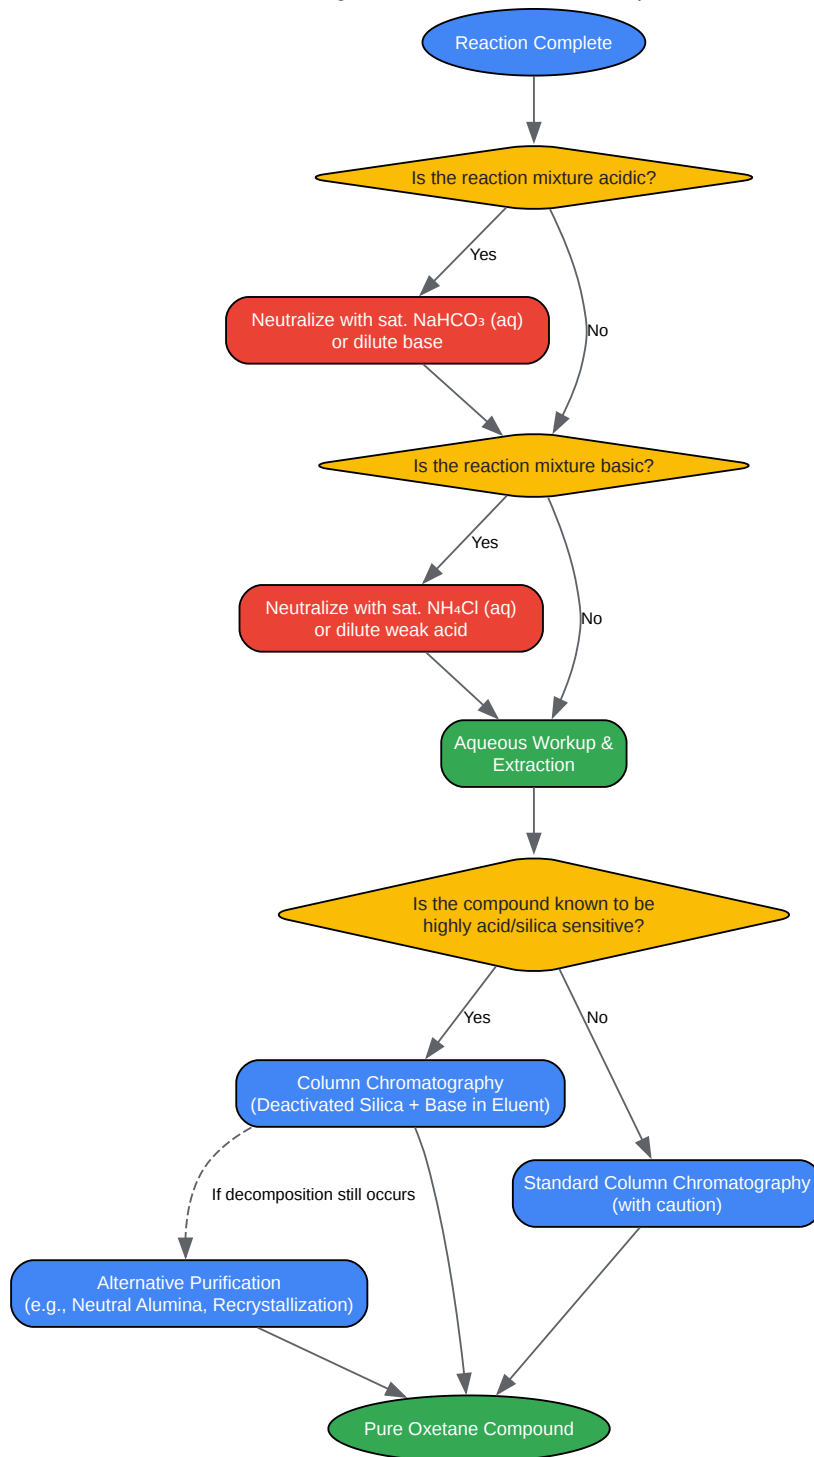 Reaction Complete
Is the reaction mixture acidic?
Yes
Neutralize with sat. NaHCO₃ (aq)
or dilute base
No
Is the reaction mixture basic?
Yes
Neutralize with sat. NH₄Cl (aq)
or dilute weak acid
No
Aqueous Workup &
Extraction
Is the compound known to be
highly acid/silica sensitive?
Yes
No
Column Chromatography
(Deactivated Silica + Base in Eluent)
Standard Column Chromatography
(with caution)
If decomposition still occurs
Alternative Purification
(e.g., Neutral Alumina, Recrystallization)
Pure Oxetane Compound